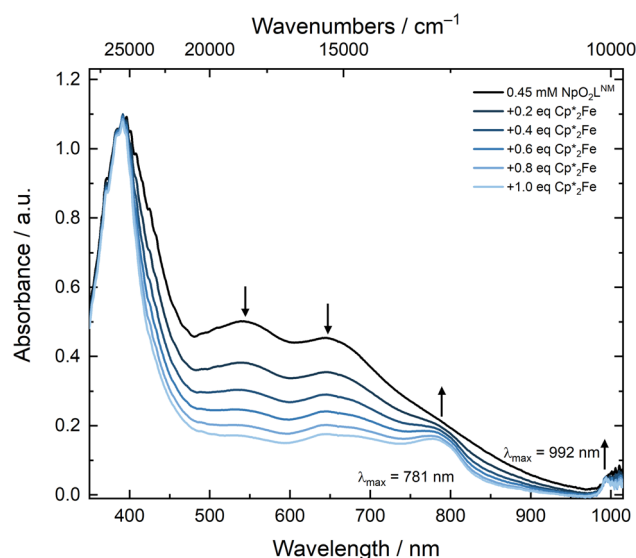 Wavenumbers / cm⁻¹
25000 20000 15000 10000
1.2
1.0
0.8
0.6
0.4
0.2
0.0
Absorbance / a.u.
0.45 mM NpO₂Lᴺᴹ
+0.2 eq Cp*₂Fe
+0.4 eq Cp*₂Fe
+0.6 eq Cp*₂Fe
+0.8 eq Cp*₂Fe
+1.0 eq Cp*₂Fe
λmax = 992 nm
λmax = 781 nm
400 500 600 700 800 900 1000
Wavelength / nm